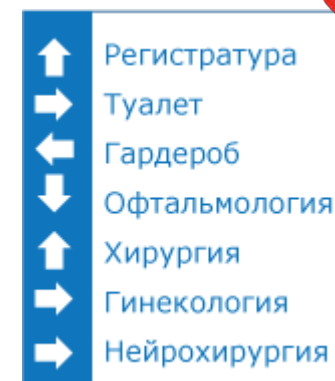 Регистратура
Туалет
Гардероб
Офтальмология
Хирургия
Гинекология
Нейрохирургия